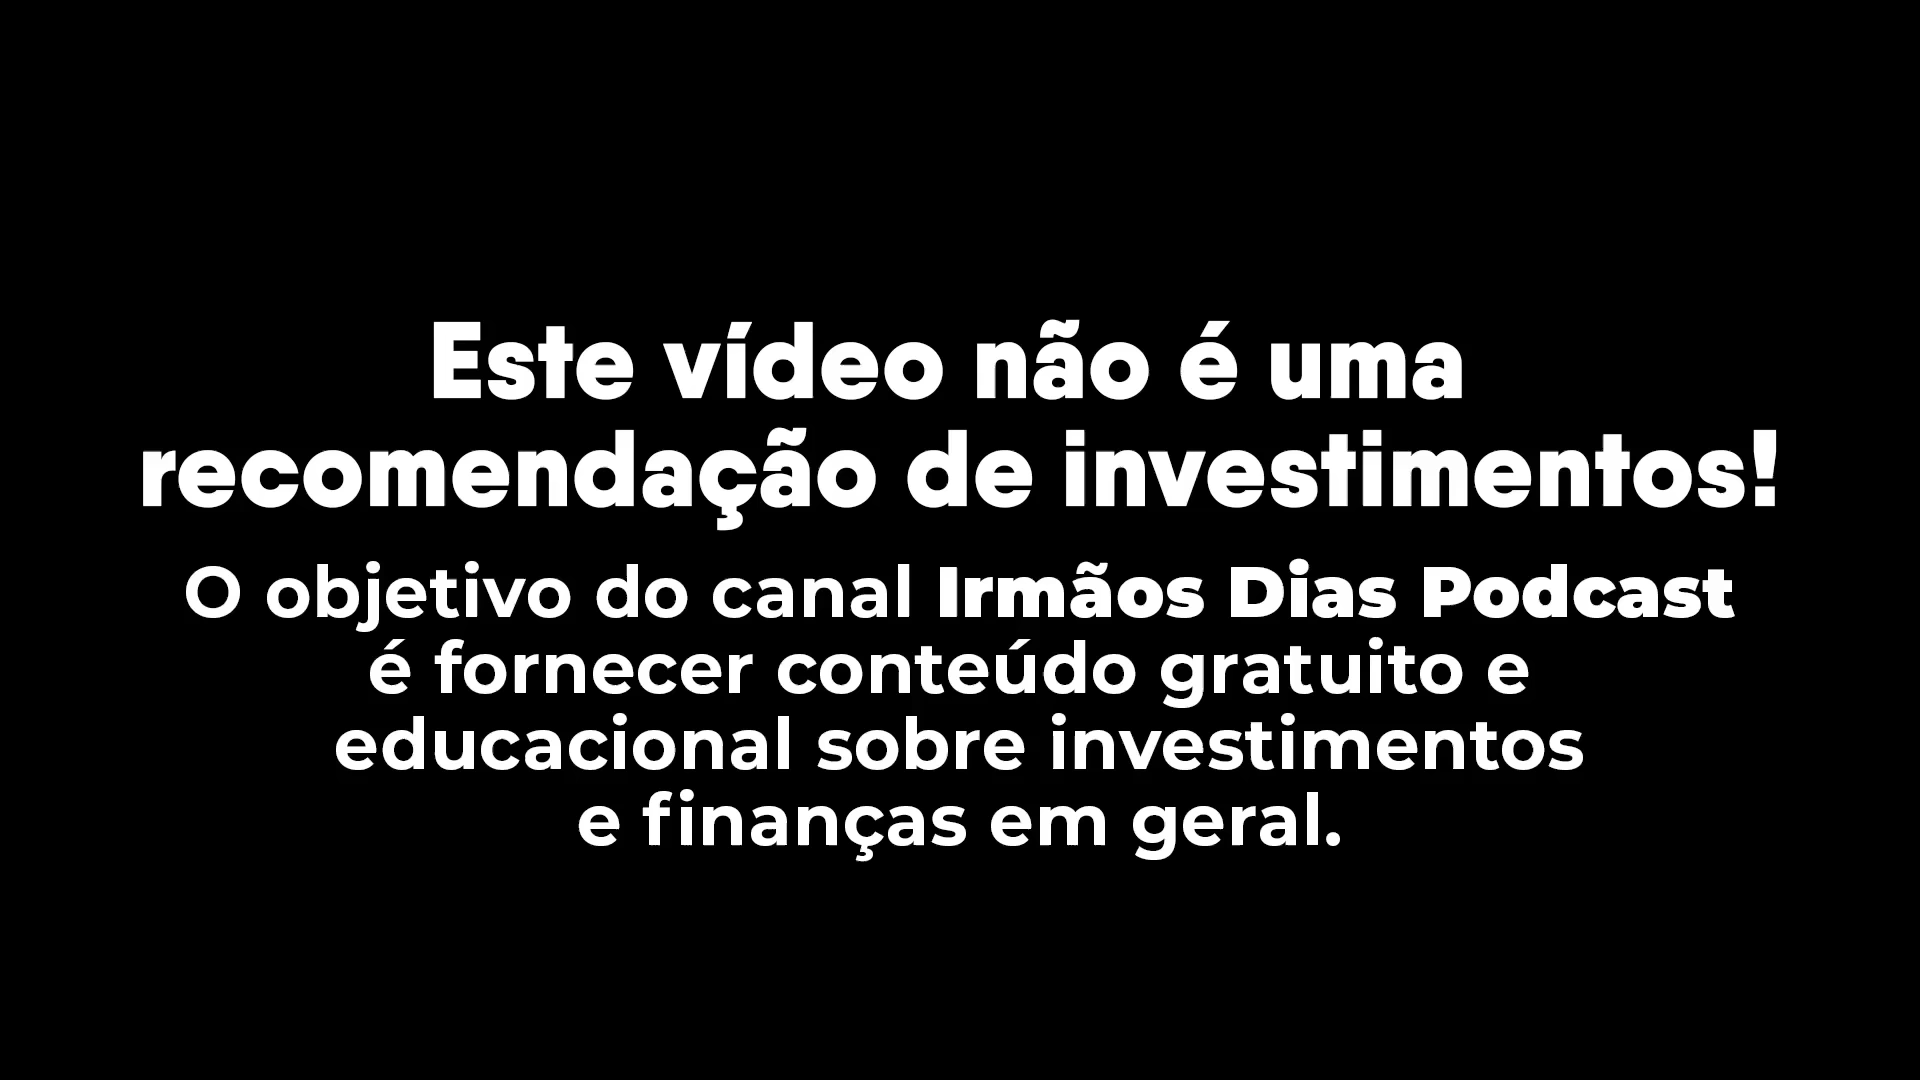 Este vídeo não é uma
recomendação de investimentos!
O objetivo do canal Irmãos Dias Podcast
é fornecer conteúdo gratuito e
educacional sobre investimentos
e finanças em geral.